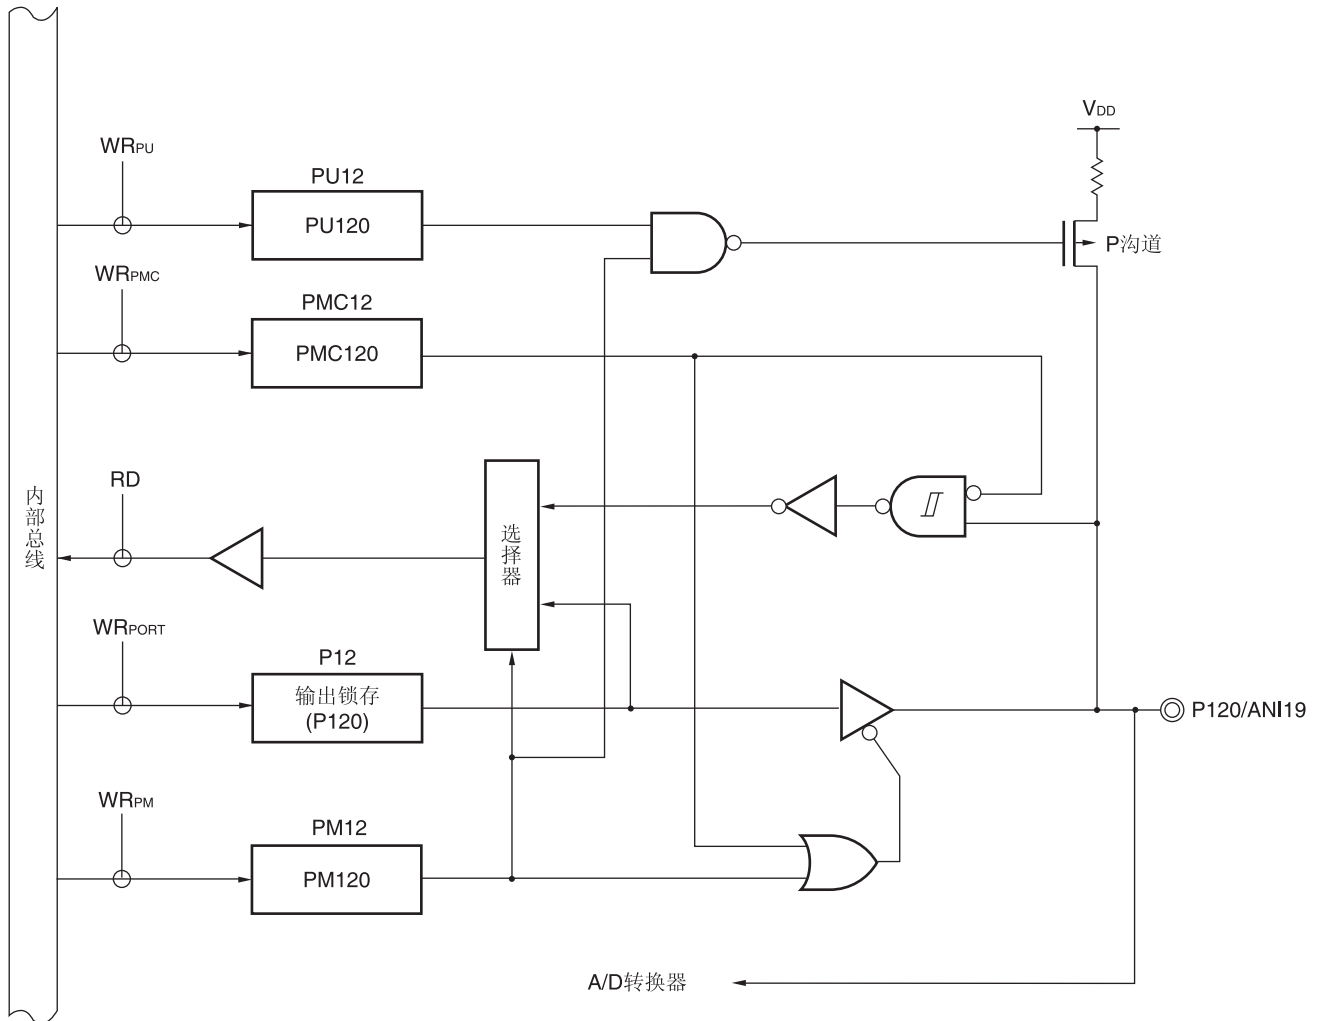 VDD
WRPU
PU12
PU120
P沟道
WRPMC
PMC12
PMC120
RD
内部总线
选择器
WRPORT
P12
输出锁存
(P120)
P120/ANI19
WRPM
PM12
PM120
A/D转换器